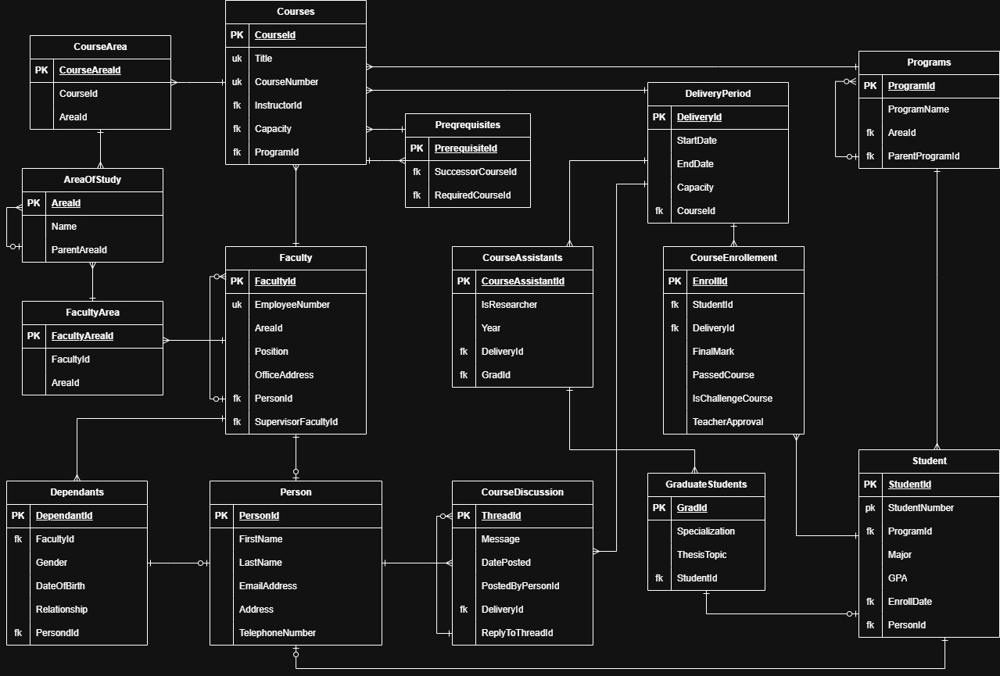 Courses
PK CourseId
uk Title
uk CourseNumber
fk InstructorId
fk Capacity
fk ProgramId
CourseArea
PK CourseAreaId
CourseId
AreaId
Programs
PK ProgramId
ProgramName
fk AreaId
fk ParentProgramId
DeliveryPeriod
PK DeliveryId
StartDate
EndDate
Capacity
fk CourseId
Preqrequisites
PK PrerequisiteId
fk SuccessorCourseId
fk RequiredCourseId
AreaOfStudy
PK AreaId
Name
ParentAreaId
Faculty
PK FacultyId
uk EmployeeNumber
AreaId
Position
OfficeAddress
fk PersonId
fk SupervisorFacultyId
CourseAssistants
PK CourseAssistantId
IsResearcher
Year
fk DeliveryId
fk GradId
CourseEnrollement
PK EnrollId
fk StudentId
fk DeliveryId
FinalMark
PassedCourse
IsChallengeCourse
TeacherApproval
FacultyArea
PK FacultyAreaId
FacultyId
AreaId
Student
PK StudentId
pk StudentNumber
fk ProgramId
Major
GPA
fk EnrollDate
fk PersonId
GraduateStudents
PK GradId
Specialization
ThesisTopic
fk StudentId
Dependants
PK DependantId
fk FacultyId
Gender
DateOfBirth
Relationship
fk PersondId
Person
PK PersonId
FirstName
LastName
EmailAddress
Address
TelephoneNumber
CourseDiscussion
PK ThreadId
Message
DatePosted
PostedByPersonId
fk DeliveryId
ReplyToThreadId